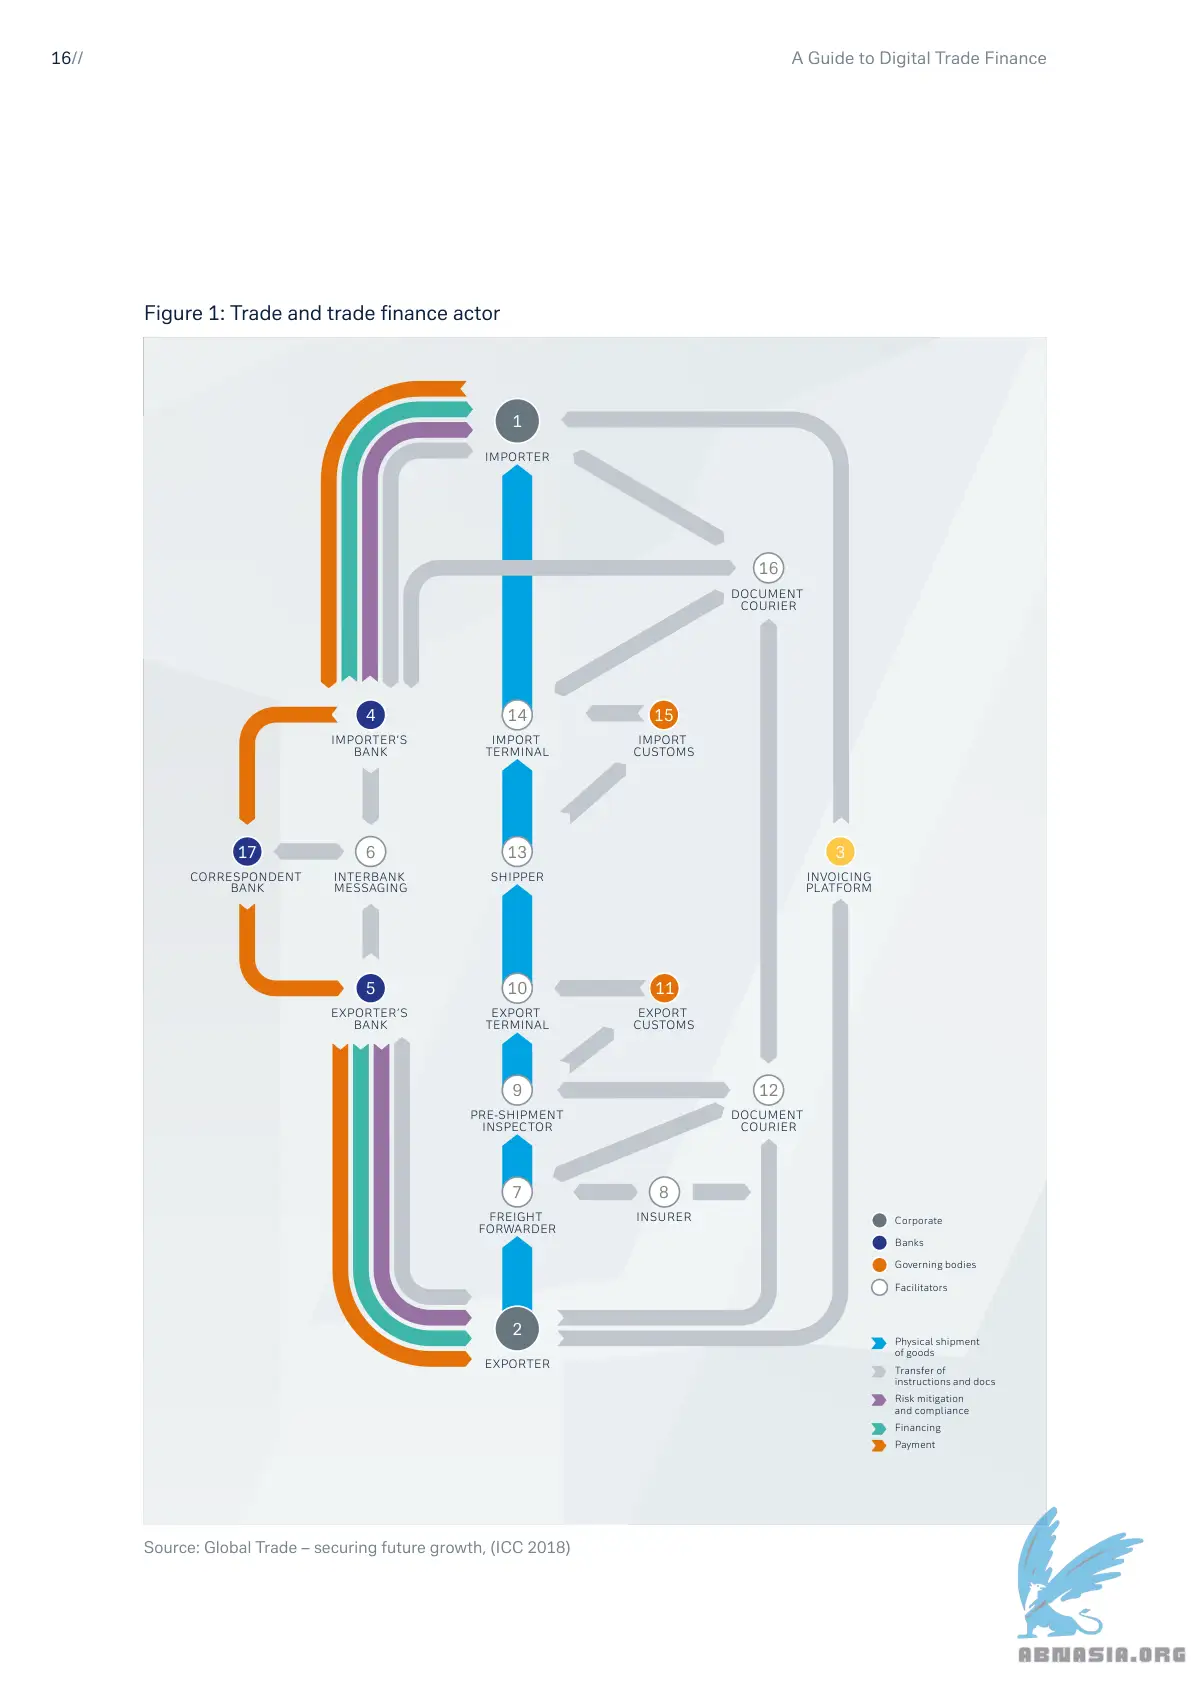 16//
A Guide to Digital Trade Finance
Figure 1: Trade and trade finance actor
1
IMPORTER
16
DOCUMENT
COURIER
4
IMPORTER'S
BANK
14
IMPORT
TERMINAL
15
IMPORT
CUSTOMS
17
CORRESPONDENT
BANK
6
INTERBANK
MESSAGING
13
SHIPPER
3
INVOICING
PLATFORM
5
EXPORTER'S
BANK
10
EXPORT
TERMINAL
11
EXPORT
CUSTOMS
9
PRE-SHIPMENT
INSPECTOR
12
DOCUMENT
COURIER
7
FREIGHT
FORWARDER
8
INSURER
2
EXPORTER
Corporate
Banks
Governing bodies
Facilitators
Physical shipment
of goods
Transfer of
instructions and docs
Risk mitigation
and compliance
Financing
Payment
Source: Global Trade – securing future growth, (ICC 2018)
ABNASIA.ORG